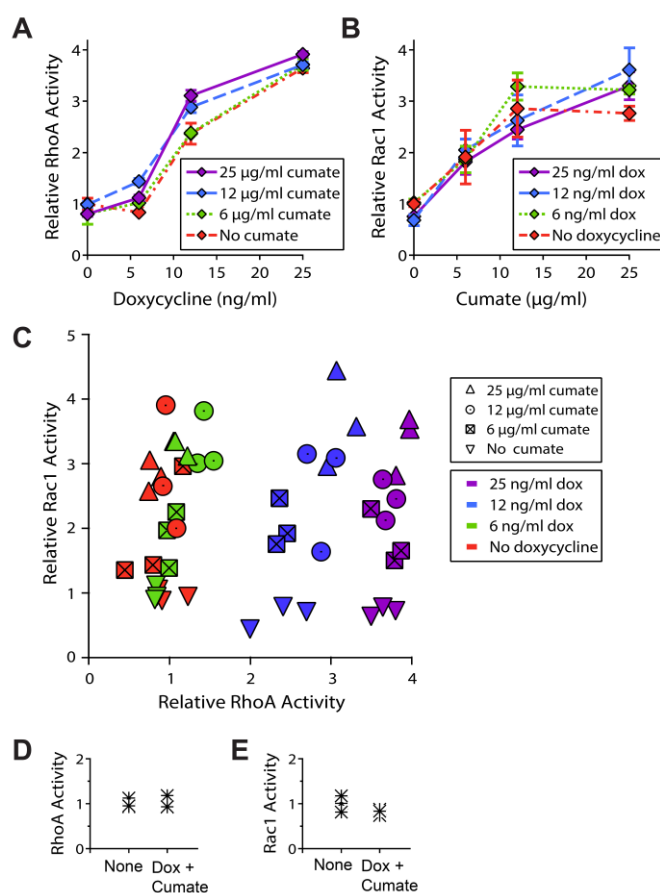 A
Relative RhoA Activity
4
3
2
1
0
0 5 10 15 20 25
Doxycycline (ng/ml)
25 µg/ml cumate
12 µg/ml cumate
6 µg/ml cumate
No cumate
B
Relative Rac1 Activity
4
3
2
1
0
0 5 10 15 20 25
Cumate (µg/ml)
25 ng/ml dox
12 ng/ml dox
6 ng/ml dox
No doxycycline
C
Relative Rac1 Activity
5
4
3
2
1
0
0 1 2 3 4
Relative RhoA Activity
25 µg/ml cumate
12 µg/ml cumate
6 µg/ml cumate
No cumate
25 ng/ml dox
12 ng/ml dox
6 ng/ml dox
No doxycycline
D
RhoA Activity
2
1
0
None Dox +
Cumate
E
Rac1 Activity
2
1
0
None Dox +
Cumate